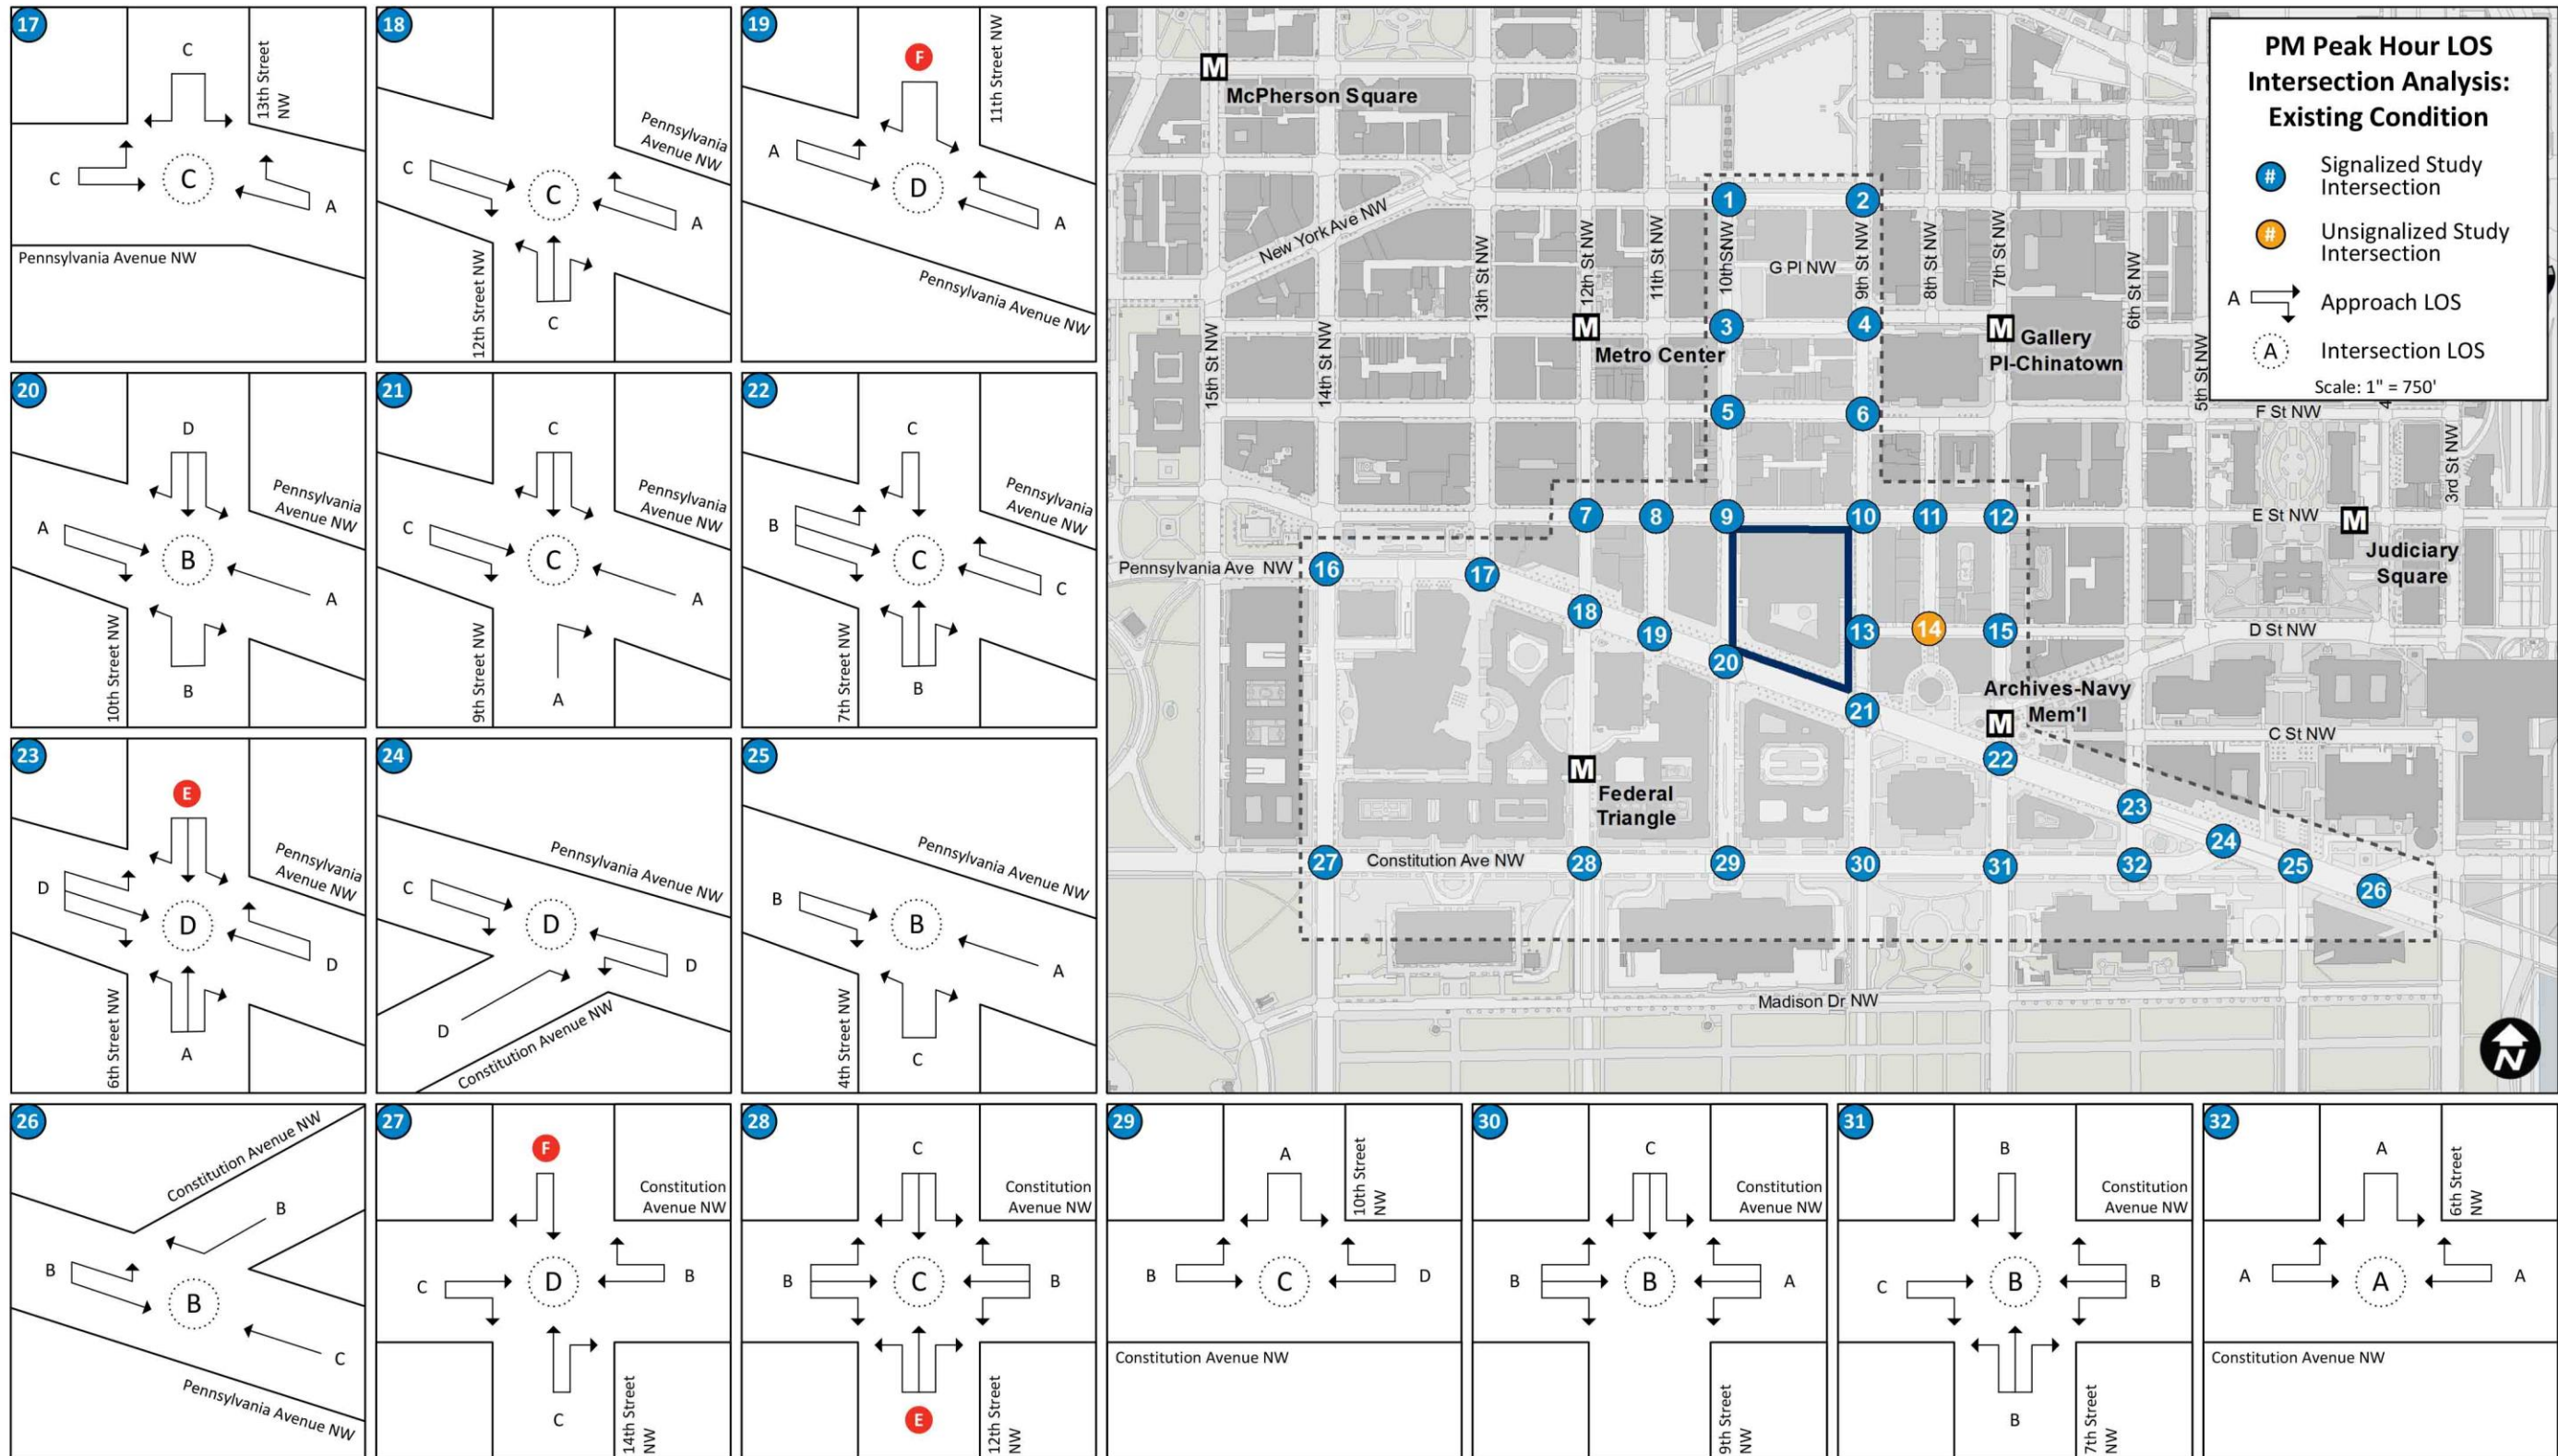 17
C
13th Street
NW
C
C
A
Pennsylvania Avenue NW
18
Pennsylvania
Avenue NW
C
C
A
12th Street NW
C
19
F
11th Street NW
A
D
A
Pennsylvania Avenue NW
20
D
Pennsylvania
Avenue NW
A
B
A
10th Street NW
B
21
C
Pennsylvania
Avenue NW
C
C
A
9th Street NW
A
22
C
Pennsylvania
Avenue NW
B
C
C
7th Street NW
B
23
E
Pennsylvania
Avenue NW
D
D
D
6th Street NW
A
24
Pennsylvania Avenue NW
C
D
D
D
Constitution Avenue NW
25
Pennsylvania Avenue NW
B
B
A
4th Street NW
C
26
Constitution Avenue NW
B
B
B
C
Pennsylvania Avenue NW
27
F
Constitution
Avenue NW
C
D
B
C
14th Street
NW
28
C
Constitution
Avenue NW
B
C
B
E
12th Street
NW
29
A
10th Street
NW
B
C
D
Constitution Avenue NW
30
C
Constitution
Avenue NW
B
B
A
9th Street
NW
31
B
Constitution
Avenue NW
C
B
B
B
7th Street
NW
32
A
6th Street
NW
A
A
A
Constitution Avenue NW
PM Peak Hour LOS
Intersection Analysis:
Existing Condition
# Signalized Study
Intersection
# Unsignalized Study
Intersection
A Approach LOS
A Intersection LOS
Scale: 1" = 750'
M
McPherson Square
1
2
New York Ave NW
G Pl NW
15th St NW
14th St NW
13th St NW
12th St NW
11th St NW
10th St NW
9th St NW
8th St NW
7th St NW
6th St NW
5th St NW
4
3rd St NW
M
Metro Center
3
4
M
Gallery
Pl-Chinatown
5
6
F St NW
7
8
9
10
11
12
E St NW
M
Judiciary
Square
Pennsylvania Ave NW
16
17
18
19
20
13
14
15
D St NW
21
Archives-Navy
Mem'l
M
C St NW
22
M
Federal
Triangle
23
24
25
26
27
Constitution Ave NW
28
29
30
31
32
Madison Dr NW
N